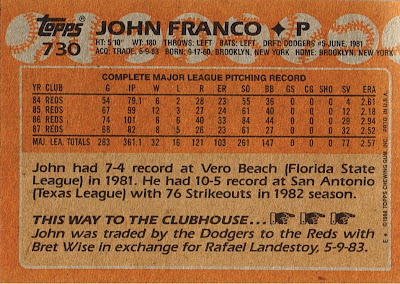 Topps JOHN FRANCO ✦ P
730 HT: 5'10" WT: 180 THROWS: LEFT BATS: LEFT DRFT: DODGERS #5-JUNE, 1981
ACQ: TRADE, 5-9-83 BORN: 9-17-60, BROOKLYN, NEW YORK HOME: BROOKLYN, NEW YORK
COMPLETE MAJOR LEAGUE PITCHING RECORD
YR CLUB G IP W L R ER SO BB GS CG SHO SV ERA
84 REDS 54 79.1 6 2 28 23 55 36 0 0 0 4 2.61
85 REDS 67 99 12 3 24 61 40 0 0 0 12 2.18
86 REDS 74 101 6 6 40 33 84 44 0 0 0 29 2.94
87 REDS 68 82 8 5 26 23 61 27 0 0 0 32 2.52
MAJ. LEA. TOTALS 263 361.1 32 16 121 103 261 147 0 0 0 77 2.57
John had 7-4 record at Vero Beach (Florida State
League) in 1981. He had 10-5 record at San Antonio
(Texas League) with 76 Strikeouts in 1982 season.
THIS WAY TO THE CLUBHOUSE...
John was traded by the Dodgers to the Reds with
Bret Wise in exchange for Rafael Landestoy, 5-9-83.
E ★ ©1988 TOPPS CHEWING GUM, INC. PRTD. IN U.S.A.